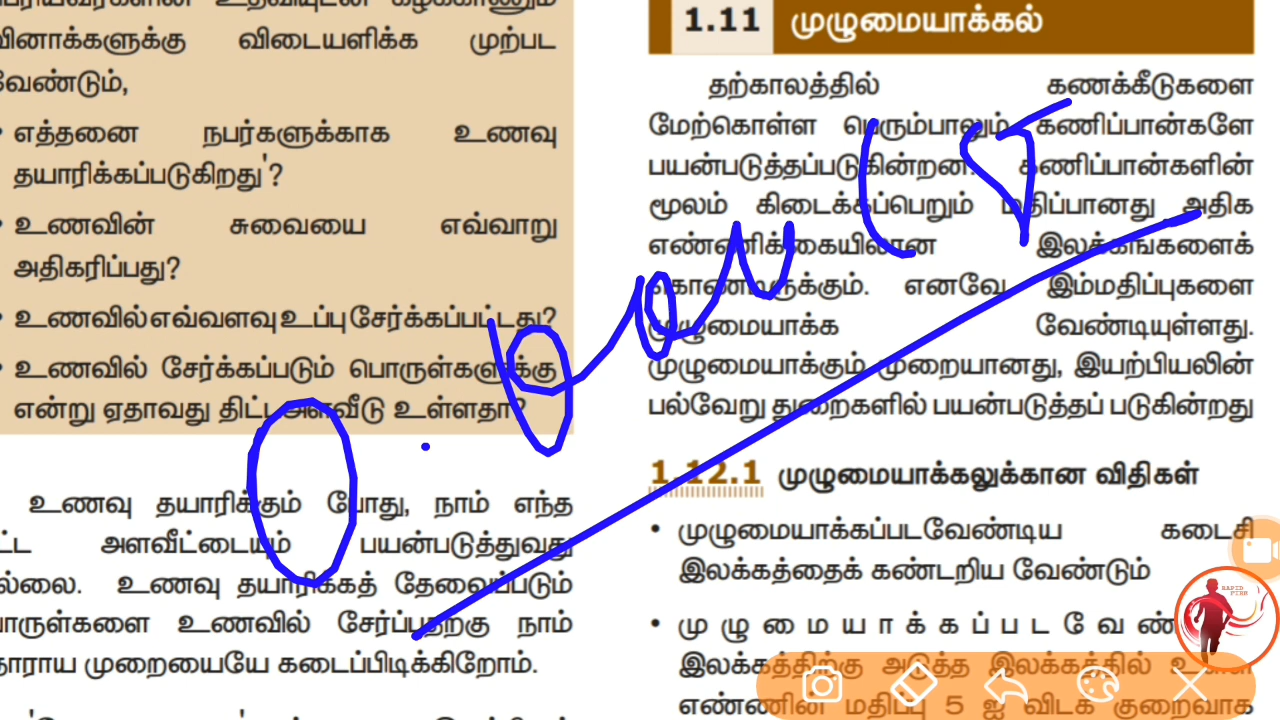 வினாக்களுக்கு விடையளிக்க முற்பட
வேண்டும்,
• எத்தனை நபர்களுக்காக உணவு
தயாரிக்கப்படுகிறது'?
• உணவின் சுவையை எவ்வாறு
அதிகரிப்பது?
• உணவில் எவ்வளவு உப்பு சேர்க்கப்பட்டது?
• உணவில் சேர்க்கப்படும் பொருள்களுக்கு
என்று ஏதாவது திட்ட அளவீடு உள்ளதா?
உணவு தயாரிக்கும் போது, நாம் எந்த
அளவீட்டையும் பயன்படுத்துவது
உணவு தயாரிக்கத் தேவைப்படும்
உணவில் சேர்ப்பதற்கு நாம்
முறையையே கடைப்பிடிக்கிறோம்.
1.11 முழுமையாக்கல்
தற்காலத்தில் கணக்கீடுகளை
மேற்கொள்ள பெரும்பாலும் கணிப்பான்களே
பயன்படுத்தப்படுகின்றன. கணிப்பான்களின்
மூலம் கிடைக்கப்பெறும் மதிப்பானது அதிக
எண்ணிக்கையிலான இலக்கங்களைக்
கொண்டிருக்கும். எனவே இம்மதிப்புகளை
முழுமையாக்க வேண்டியுள்ளது.
முழுமையாக்கும் முறையானது, இயற்பியலின்
பல்வேறு துறைகளில் பயன்படுத்தப் படுகின்றது
1.12.1 முழுமையாக்கலுக்கான விதிகள்
• முழுமையாக்கப்படவேண்டிய கடைசி
இலக்கத்தைக் கண்டறிய வேண்டும்
• முழுமையாக்கப்படவேண்
இலக்கத்திற்கு அடுத்த இலக்கத்தில் உள்ள
எண்ணின் மதிப்பு 5 ஐ விடக் குறைவாக
RAPID